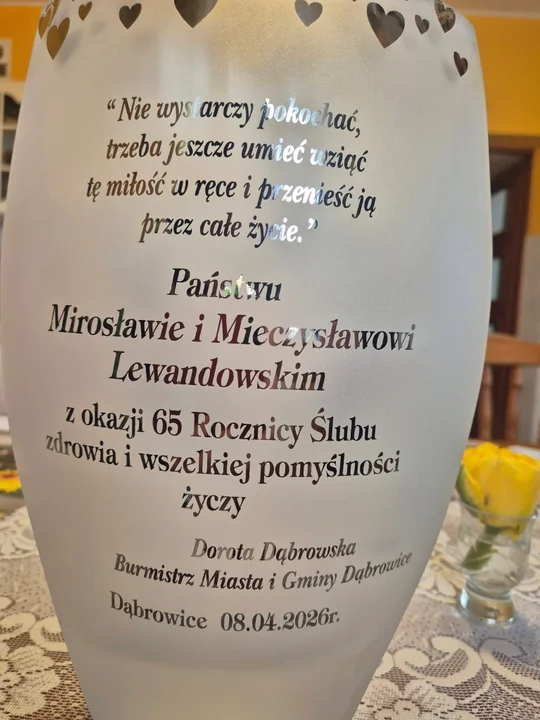 “Nie wystarczy pokochać,
trzeba jeszcze umieć wziąć
tę miłość w ręce i przenieść ją
przez całe życie.”
Państwu
Mirosławie i Mieczysławowi
Lewandowskim
z okazji 65 Rocznicy Ślubu
zdrowia i wszelkiej pomyślności
życzy
Dorota Dąbrowska
Burmistrz Miasta i Gminy Dąbrowice
Dąbrowice 08.04.2026r.